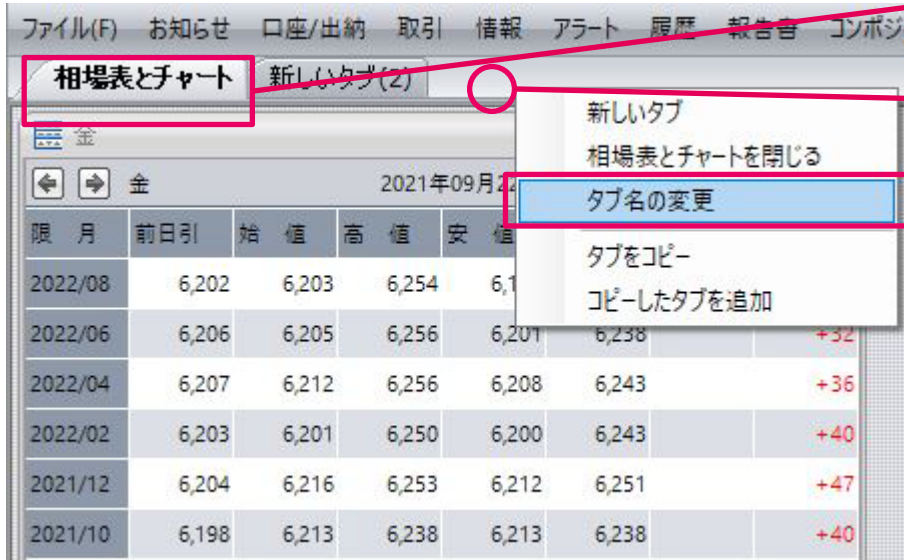 ファイル(F) お知らせ 口座/出納 取引 情報 アラート 履歴 報告書 コンポジ
相場表とチャート 新しいタブ(2)
金
金 2021年09月22
限 月 前日引 始 値 高 値 安 値
2022/08 6,202 6,203 6,254 6,1
2022/06 6,206 6,205 6,256 6,201 6,238 +32
2022/04 6,207 6,212 6,256 6,208 6,243 +36
2022/02 6,203 6,201 6,250 6,200 6,243 +40
2021/12 6,204 6,216 6,253 6,212 6,251 +47
2021/10 6,198 6,213 6,238 6,213 6,238 +40
新しいタブ
相場表とチャートを閉じる
タブ名の変更
タブをコピー
コピーしたタブを追加